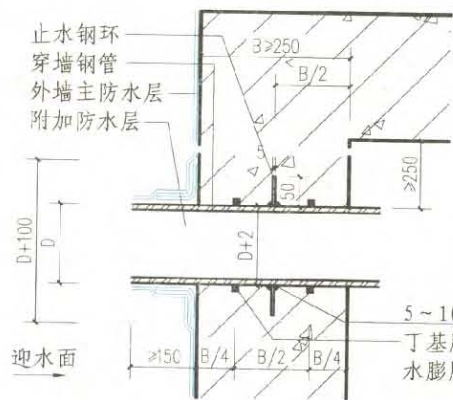 止水钢环
穿墙钢管
外墙主防水层
附加防水层
B≥250
B/2
5
50
≥250
D+100
D
D+2
5~10
丁基
水膨
迎水面
≥150
B/4
B/2
B/4